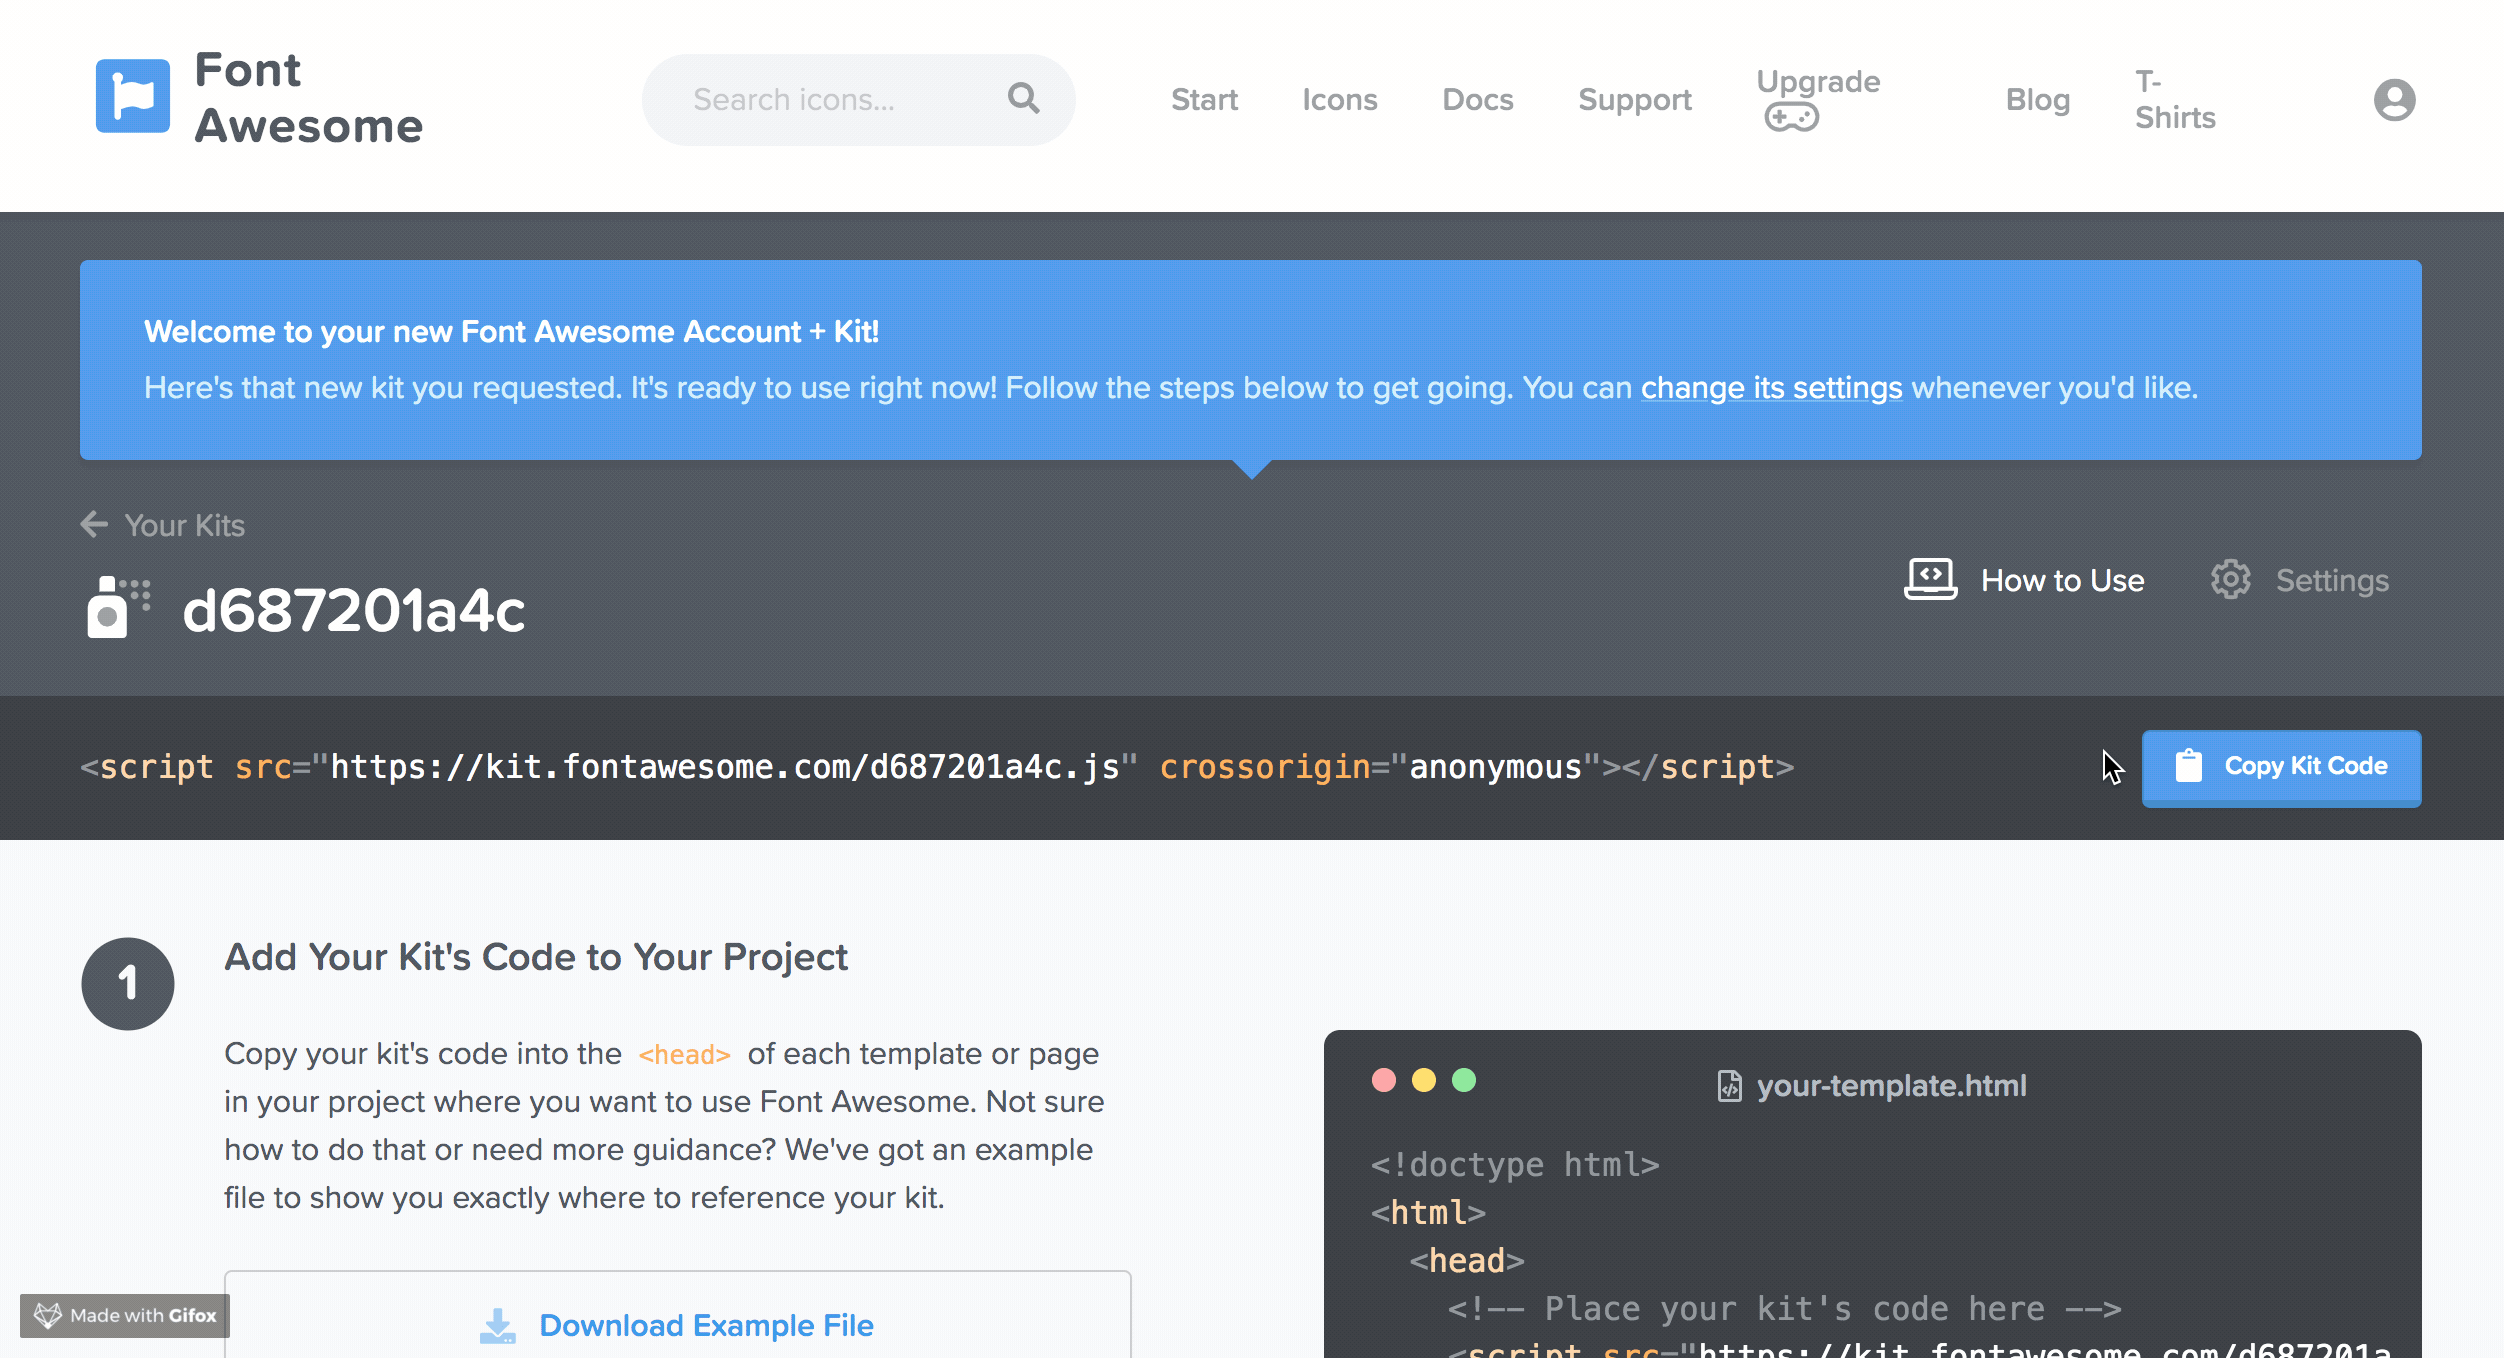 Font
Awesome
Search icons...
Start
Icons
Docs
Support
Upgrade
Blog
T-
Shirts
Welcome to your new Font Awesome Account + Kit!
Here's that new kit you requested. It's ready to use right now! Follow the steps below to get going. You can change its settings whenever you'd like.
Your Kits
d687201a4c
How to Use
Settings
<script src="https://kit.fontawesome.com/d687201a4c.js" crossorigin="anonymous"></script>
Copy Kit Code
1
Add Your Kit's Code to Your Project
Copy your kit's code into the <head> of each template or page
in your project where you want to use Font Awesome. Not sure
how to do that or need more guidance? We've got an example
file to show you exactly where to reference your kit.
Download Example File
your-template.html
<!doctype html>
<html>
<head>
<!-- Place your kit's code here -->
<script src="https://kit.fontawesome.com/d687201a
Made with Gifox